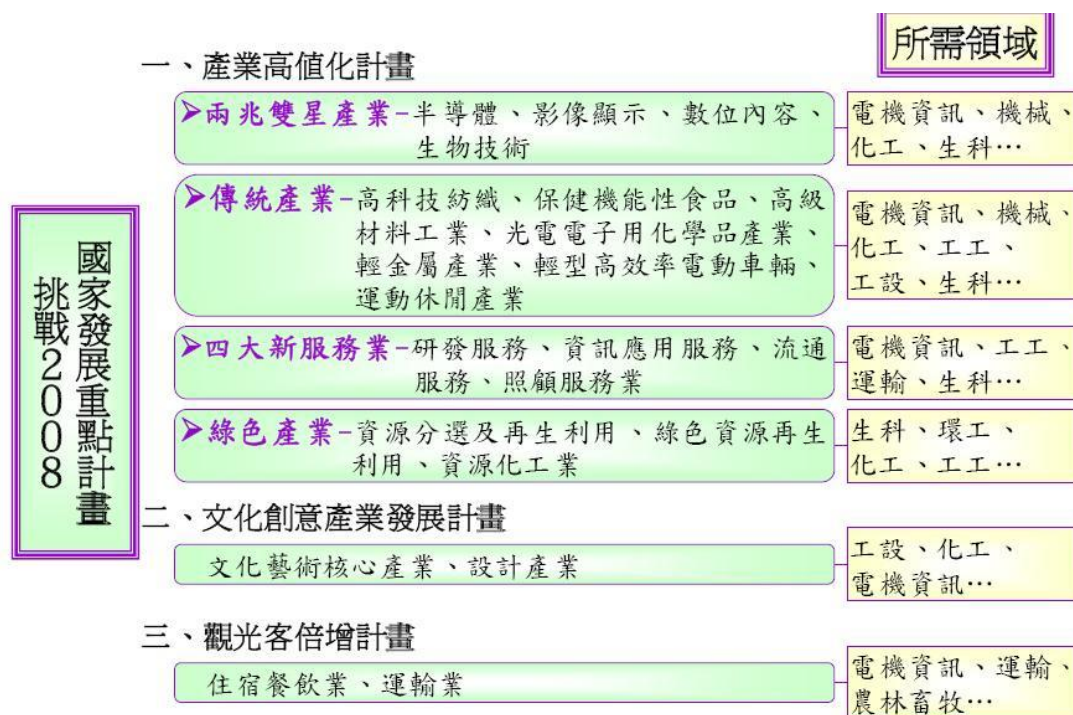 所需領域
一、產業高值化計畫
➢兩兆雙星產業-半導體、影像顯示、數位內容、
生物技術
電機資訊、機械、
化工、生科…
➢傳統產業-高科技紡織、保健機能性食品、高級
材料工業、光電電子用化學品產業、
輕金屬產業、輕型高效率電動車輛、
運動休閒產業
電機資訊、機械、
化工、工工、
工設、生科…
➢四大新服務業-研發服務、資訊應用服務、流通
服務、照顧服務業
電機資訊、工工、
運輸、生科…
➢綠色產業-資源分選及再生利用、綠色資源再生
利用、資源化工業
生科、環工、
化工、工工…
國家發展重點計畫
挑戰2008
二、文化創意產業發展計畫
文化藝術核心產業、設計產業
工設、化工、
電機資訊…
三、觀光客倍增計畫
住宿餐飲業、運輸業
電機資訊、運輸、
農林畜牧…